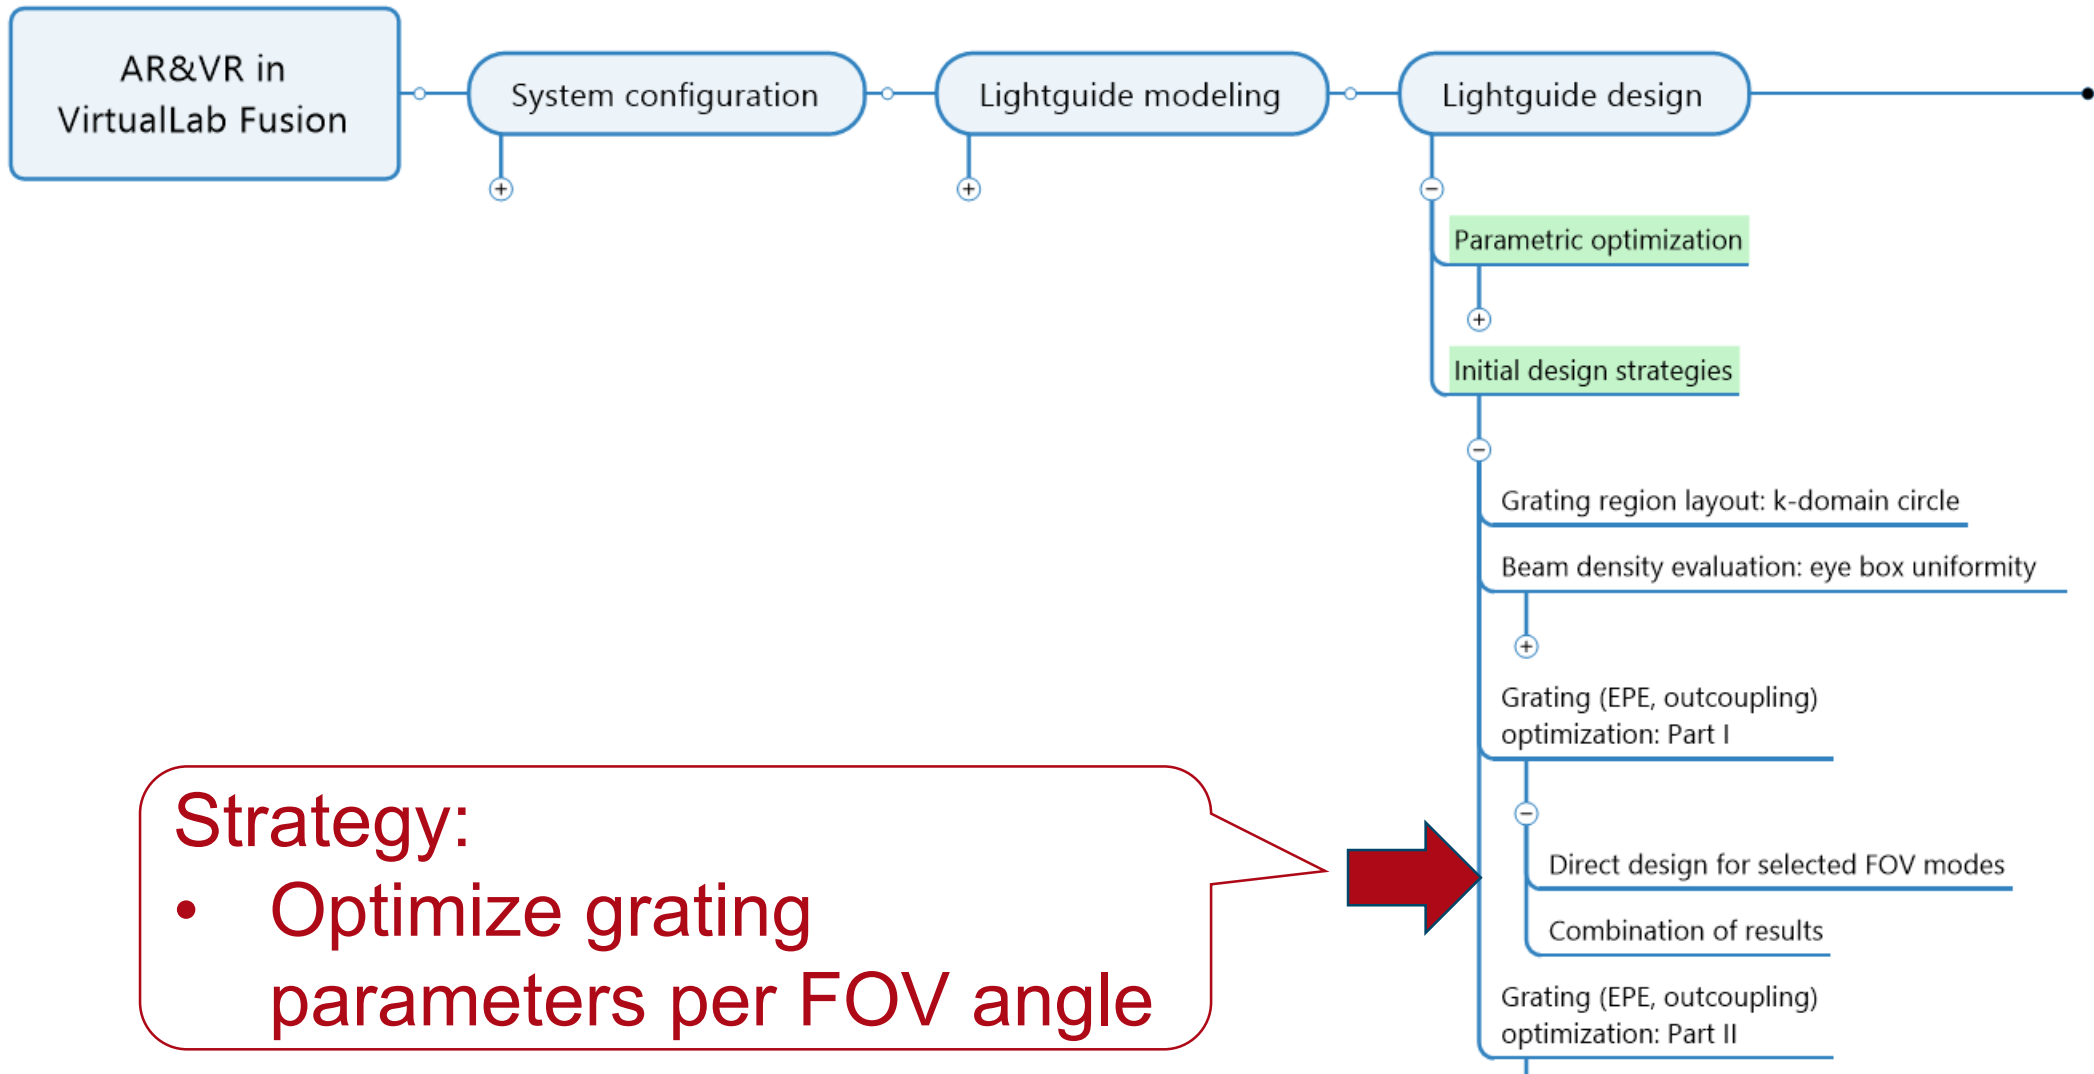 AR&VR in
VirtualLab Fusion
System configuration
Lightguide modeling
Lightguide design
Parametric optimization
Initial design strategies
Grating region layout: k-domain circle
Beam density evaluation: eye box uniformity
Grating (EPE, outcoupling)
optimization: Part I
Direct design for selected FOV modes
Combination of results
Grating (EPE, outcoupling)
optimization: Part II
Strategy:
• Optimize grating
parameters per FOV angle